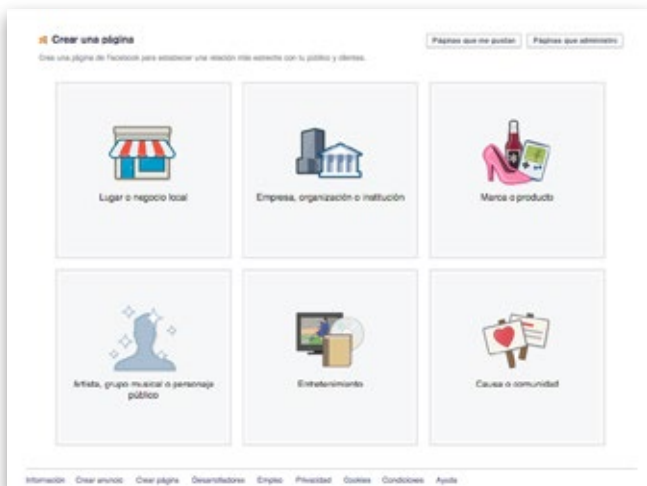 Crear una página
Páginas que me gustan
Páginas que administro
Crea una página de Facebook para establecer una relación más estrecha con tu público y clientes.
Lugar o negocio local
Empresa, organización o institución
Marca o producto
Artista, grupo musical o personaje
público
Entretenimiento
Causa o comunidad
Información Crear anuncio Crear página Desarrolladores Empleo Privacidad Cookies Condiciones Ayuda